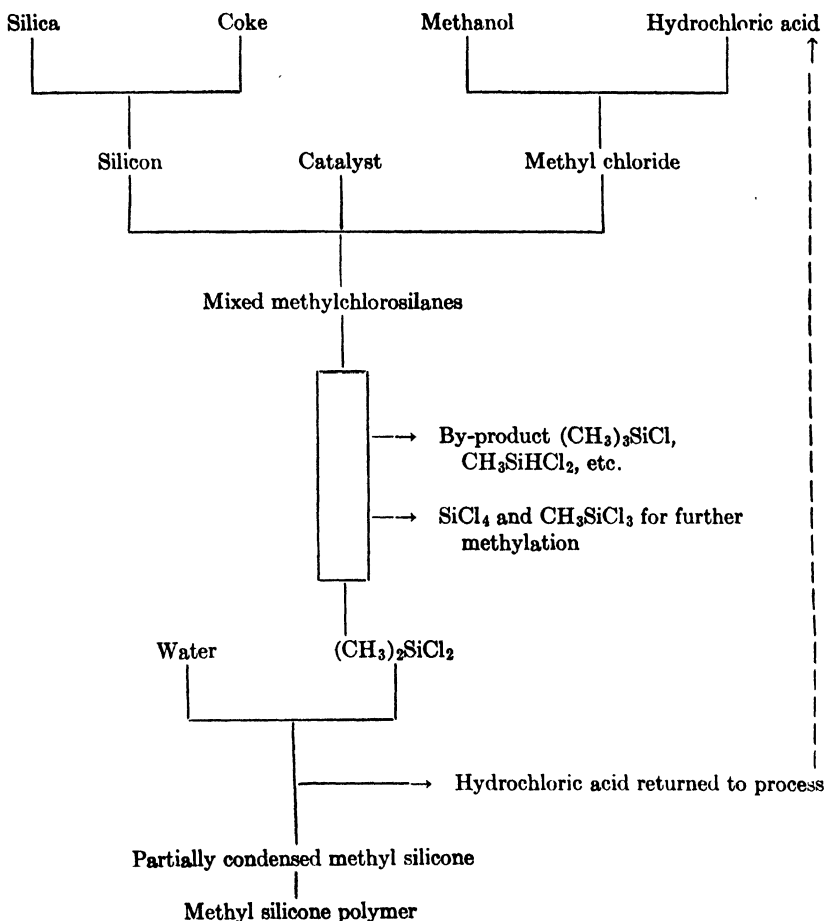 Silica Coke Methanol Hydrochloric acid
Silicon Catalyst Methyl chloride
Mixed methylchlorosilanes
By-product (CH₃)₃SiCl,
CH₃SiHCl₂, etc.
SiCl₄ and CH₃SiCl₃ for further
methylation
Water (CH₃)₂SiCl₂
Hydrochloric acid returned to process
Partially condensed methyl silicone
Methyl silicone polymer